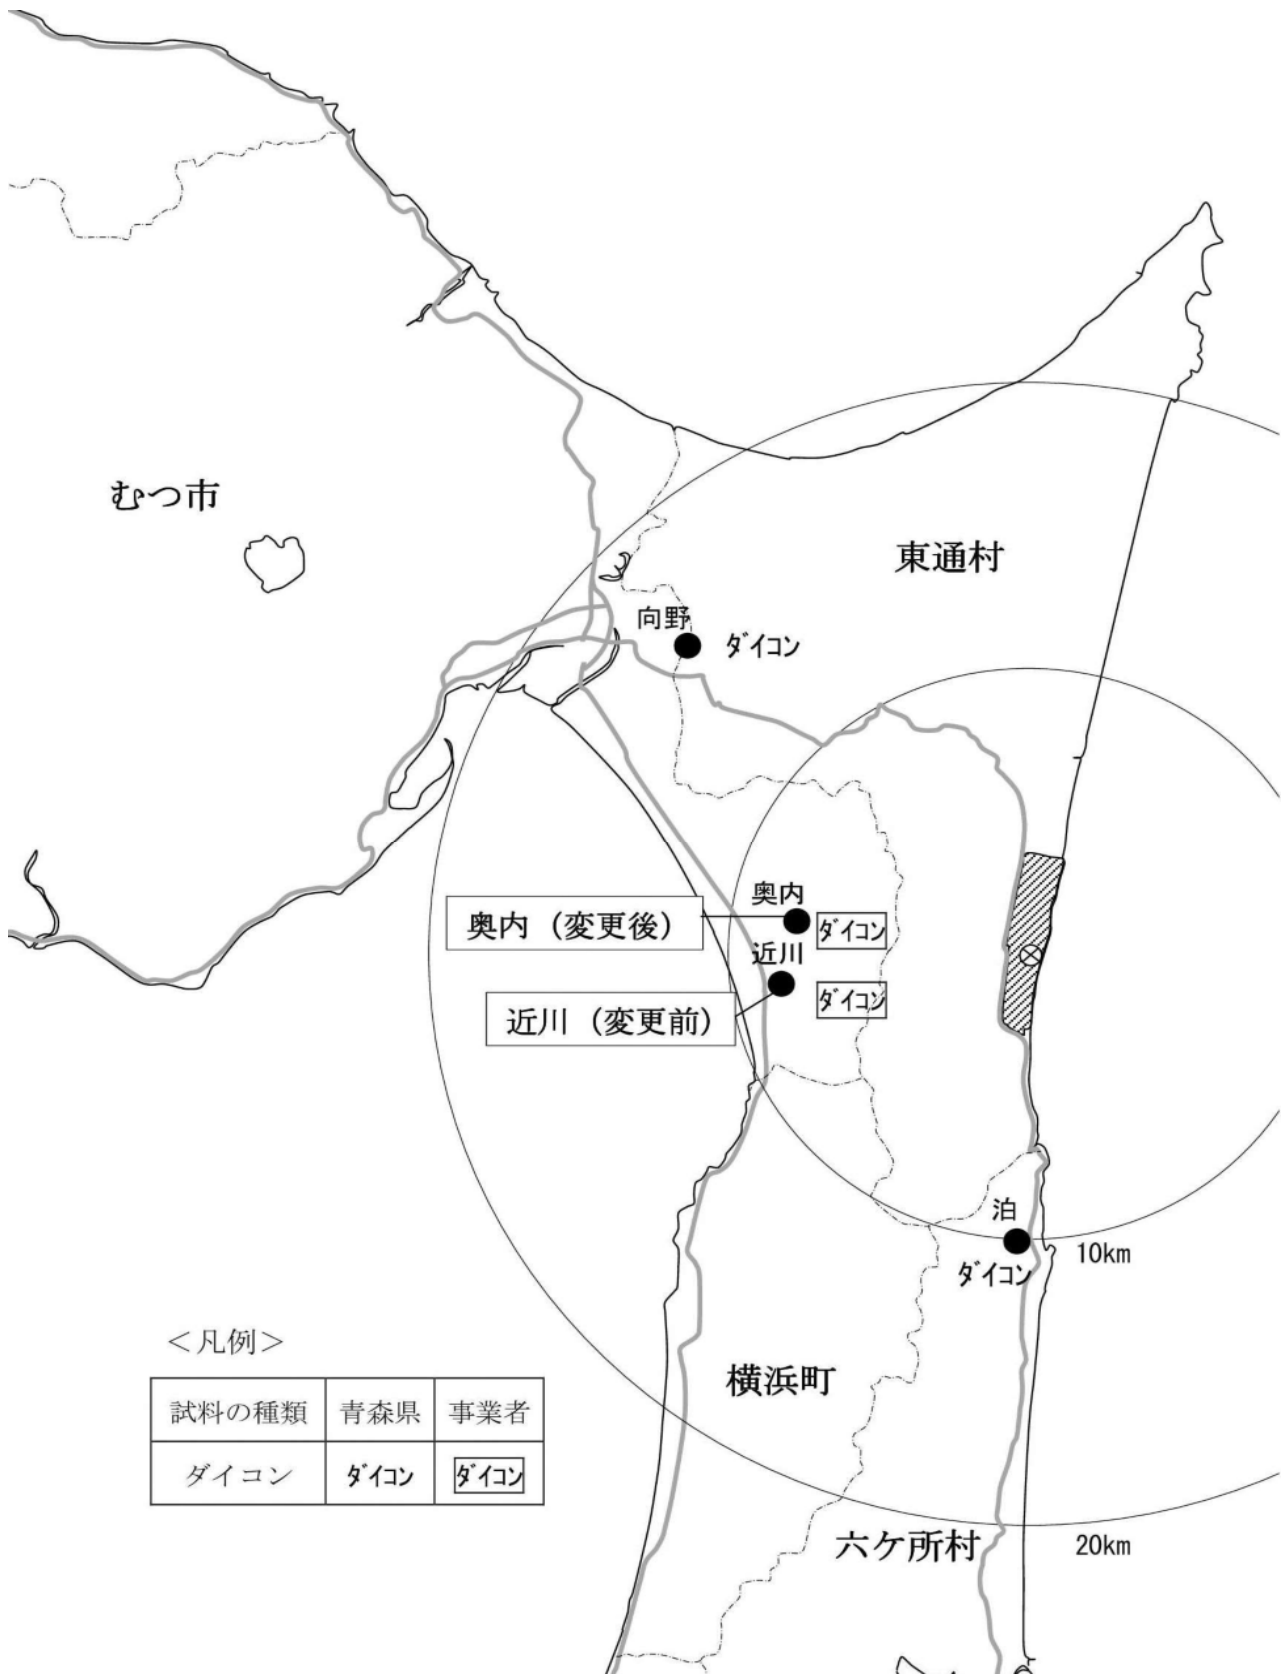 むつ市
東通村
向野
ﾀﾞｲｺﾝ
奥内
奥内（変更後）
ﾀﾞｲｺﾝ
近川
ﾀﾞｲｺﾝ
近川（変更前）
泊
10km
ﾀﾞｲｺﾝ
＜凡例＞
横浜町
試料の種類 青森県 事業者
ダイコン ﾀﾞｲｺﾝ ﾀﾞｲｺﾝ
六ケ所村
20km